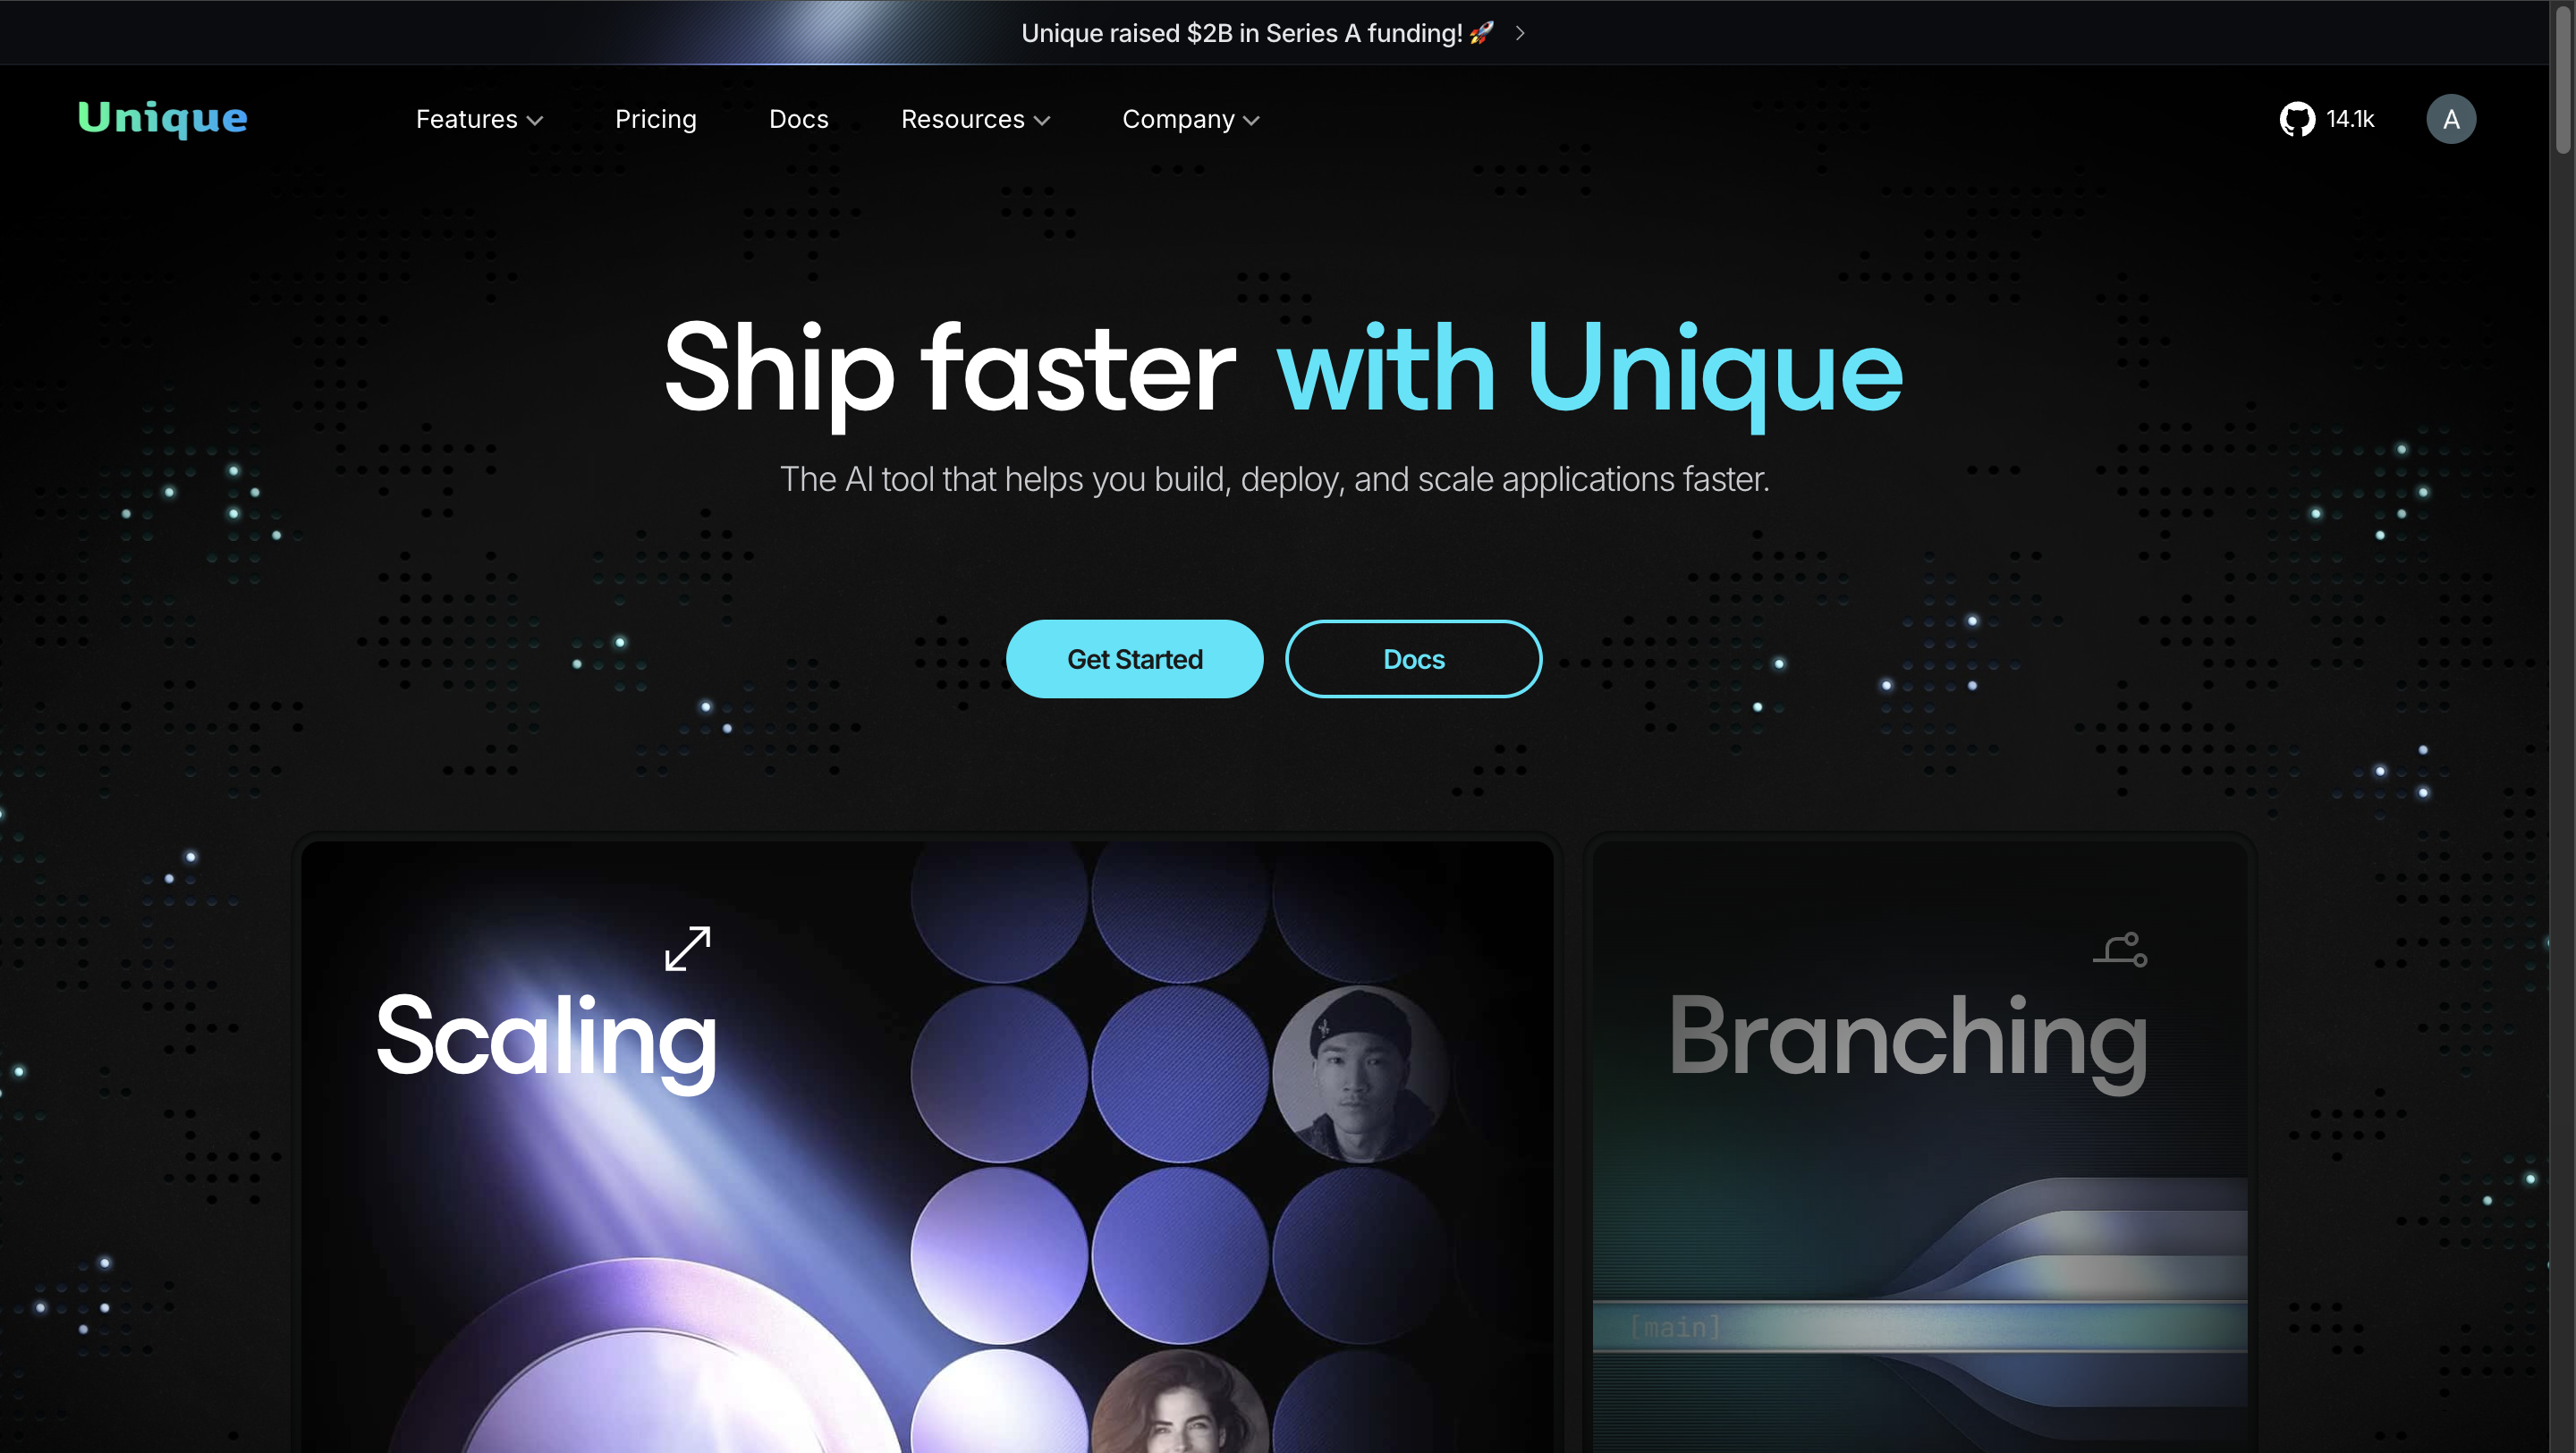 Unique raised $2B in Series A funding! 🚀
Unique
Features
Pricing
Docs
Resources
Company
14.1k
A
Ship faster with Unique
The AI tool that helps you build, deploy, and scale applications faster.
Get Started
Docs
Scaling
Branching
[main]